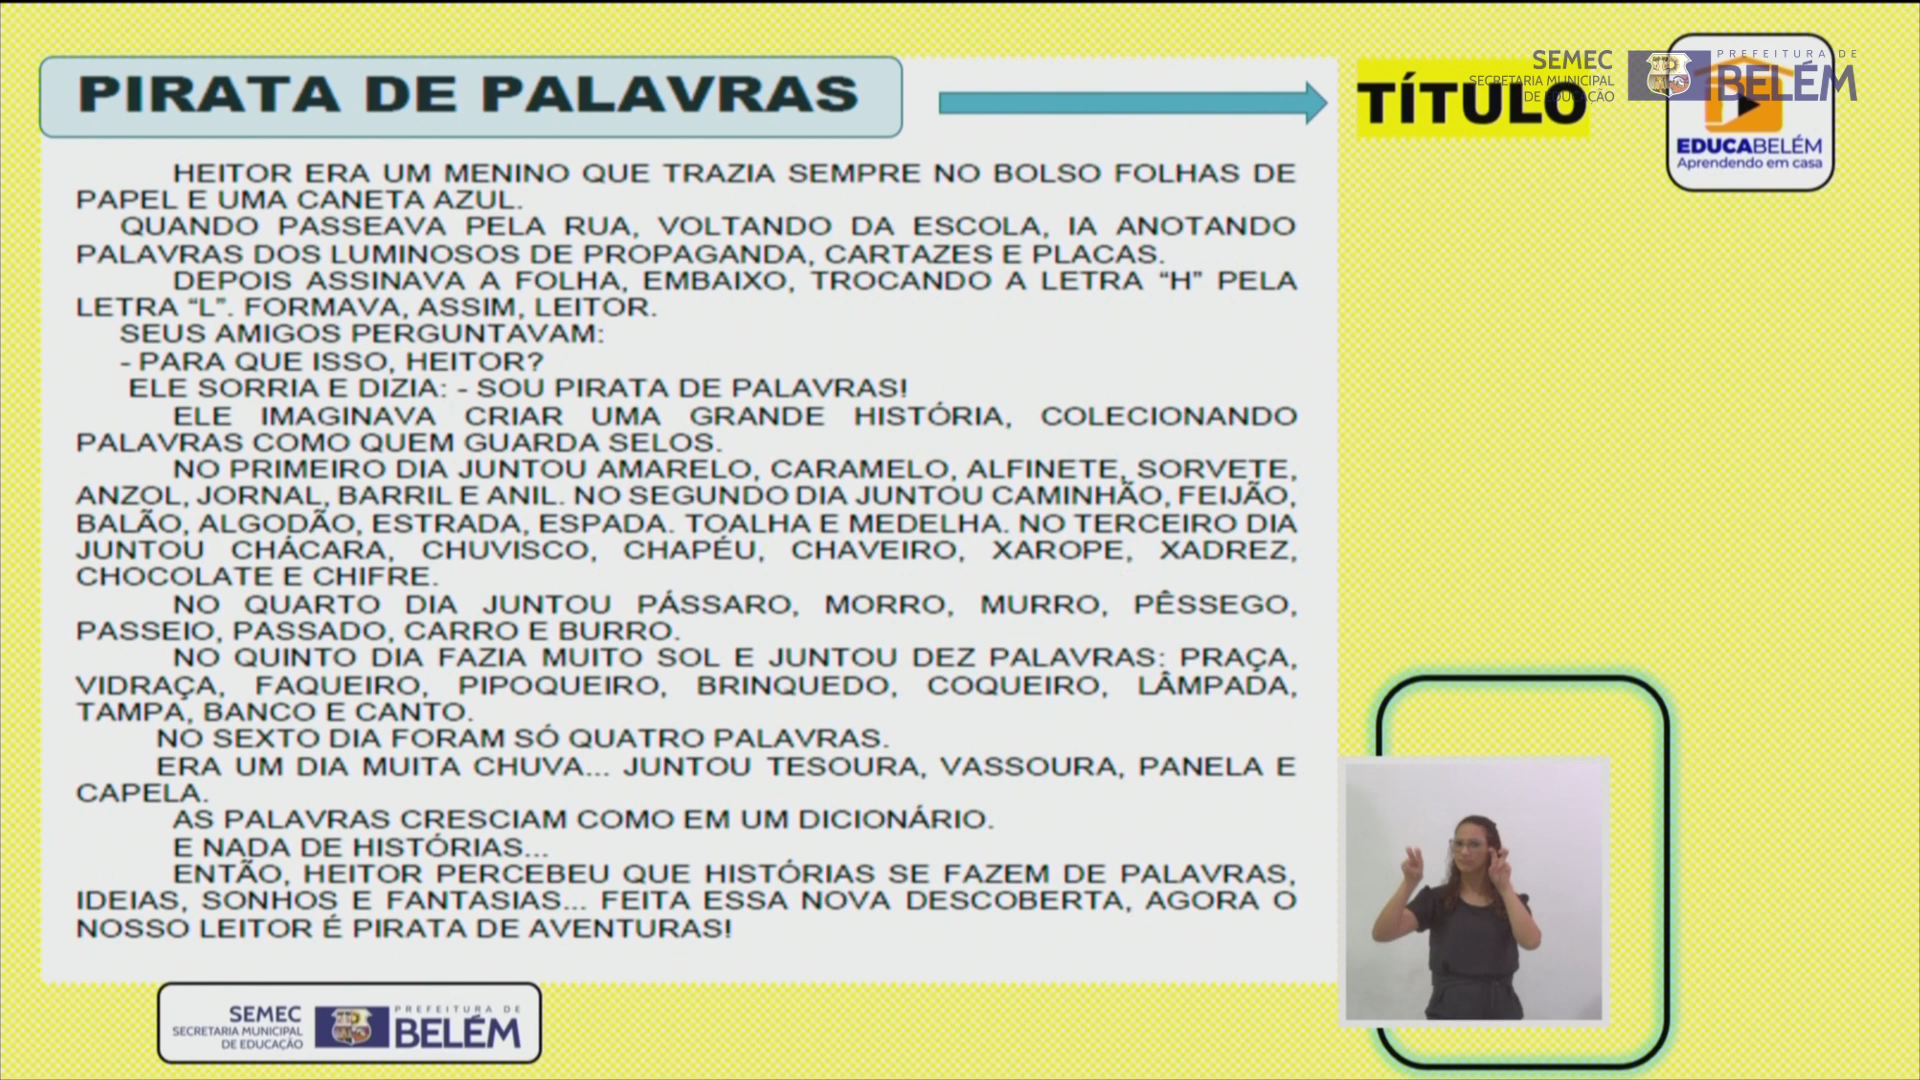 PIRATA DE PALAVRAS
TÍTULO
SEMEC
SECRETARIA MUNICIPAL
DE EDUCAÇÃO
PREFEITURA DE
BELÉM
EDUCABELÉM
Aprendendo em casa
HEITOR ERA UM MENINO QUE TRAZIA SEMPRE NO BOLSO FOLHAS DE
PAPEL E UMA CANETA AZUL.
QUANDO PASSEAVA PELA RUA, VOLTANDO DA ESCOLA, IA ANOTANDO
PALAVRAS DOS LUMINOSOS DE PROPAGANDA, CARTAZES E PLACAS.
DEPOIS ASSINAVA A FOLHA, EMBAIXO, TROCANDO A LETRA “H” PELA
LETRA “L”. FORMAVA, ASSIM, LEITOR.
SEUS AMIGOS PERGUNTAVAM:
- PARA QUE ISSO, HEITOR?
ELE SORRIA E DIZIA: - SOU PIRATA DE PALAVRAS!
ELE IMAGINAVA CRIAR UMA GRANDE HISTÓRIA, COLECIONANDO
PALAVRAS COMO QUEM GUARDA SELOS.
NO PRIMEIRO DIA JUNTOU AMARELO, CARAMELO, ALFINETE, SORVETE,
ANZOL, JORNAL, BARRIL E ANIL. NO SEGUNDO DIA JUNTOU CAMINHÃO, FEIJÃO,
BALÃO, ALGODÃO, ESTRADA, ESPADA. TOALHA E MEDELHA. NO TERCEIRO DIA
JUNTOU CHÁCARA, CHUVISCO, CHAPÉU, CHAVEIRO, XAROPE, XADREZ,
CHOCOLATE E CHIFRE.
NO QUARTO DIA JUNTOU PÁSSARO, MORRO, MURRO, PÊSSEGO,
PASSEIO, PASSADO, CARRO E BURRO.
NO QUINTO DIA FAZIA MUITO SOL E JUNTOU DEZ PALAVRAS: PRAÇA,
VIDRAÇA, FAQUEIRO, PIPOQUEIRO, BRINQUEDO, COQUEIRO, LÂMPADA,
TAMPA, BANCO E CANTO.
NO SEXTO DIA FORAM SÓ QUATRO PALAVRAS.
ERA UM DIA MUITA CHUVA... JUNTOU TESOURA, VASSOURA, PANELA E
CAPELA.
AS PALAVRAS CRESCIAM COMO EM UM DICIONÁRIO.
E NADA DE HISTÓRIAS...
ENTÃO, HEITOR PERCEBEU QUE HISTÓRIAS SE FAZEM DE PALAVRAS,
IDEIAS, SONHOS E FANTASIAS... FEITA ESSA NOVA DESCOBERTA, AGORA O
NOSSO LEITOR É PIRATA DE AVENTURAS!
SEMEC
SECRETARIA MUNICIPAL
DE EDUCAÇÃO
PREFEITURA DE
BELÉM